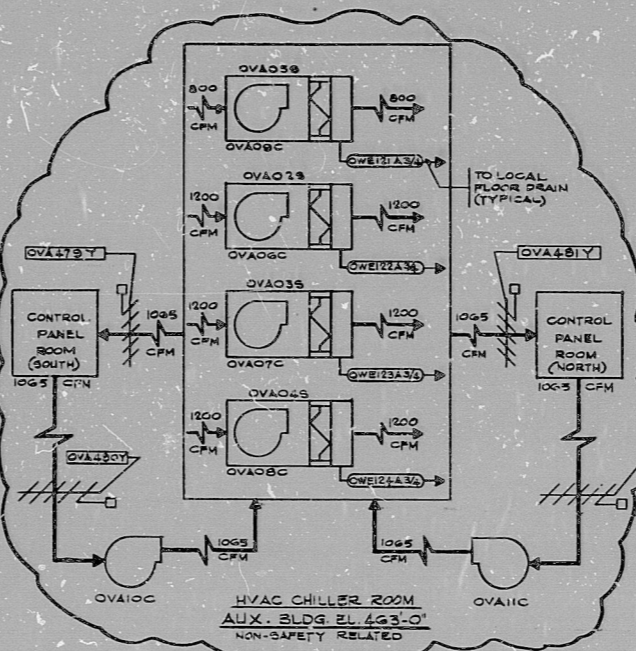 OVA05S
800
CFM
800
CFM
OVA09C
OWE121A3/4
TO LOCAL
FLOOR DRAIN
(TYPICAL)
OVA02S
1200
CFM
1200
CFM
OVA06C
OWE122A3/4
OVA479Y
OVA481Y
OVA03S
1200
CFM
1200
CFM
OVA07C
OWE123A3/4
CONTROL
PANEL
ROOM
(SOUTH)
1065 CFM
1065
CFM
1065
CFM
CONTROL
PANEL
ROOM
(NORTH)
1065 CFM
OVA04S
1200
CFM
1200
CFM
OVA08C
OWE124A3/4
OVA480Y
1065
CFM
1065
CFM
OVA10C
OVA11C
HVAC CHILLER ROOM
AUX. BLDG. EL. 463'-0"
NON-SAFETY RELATED